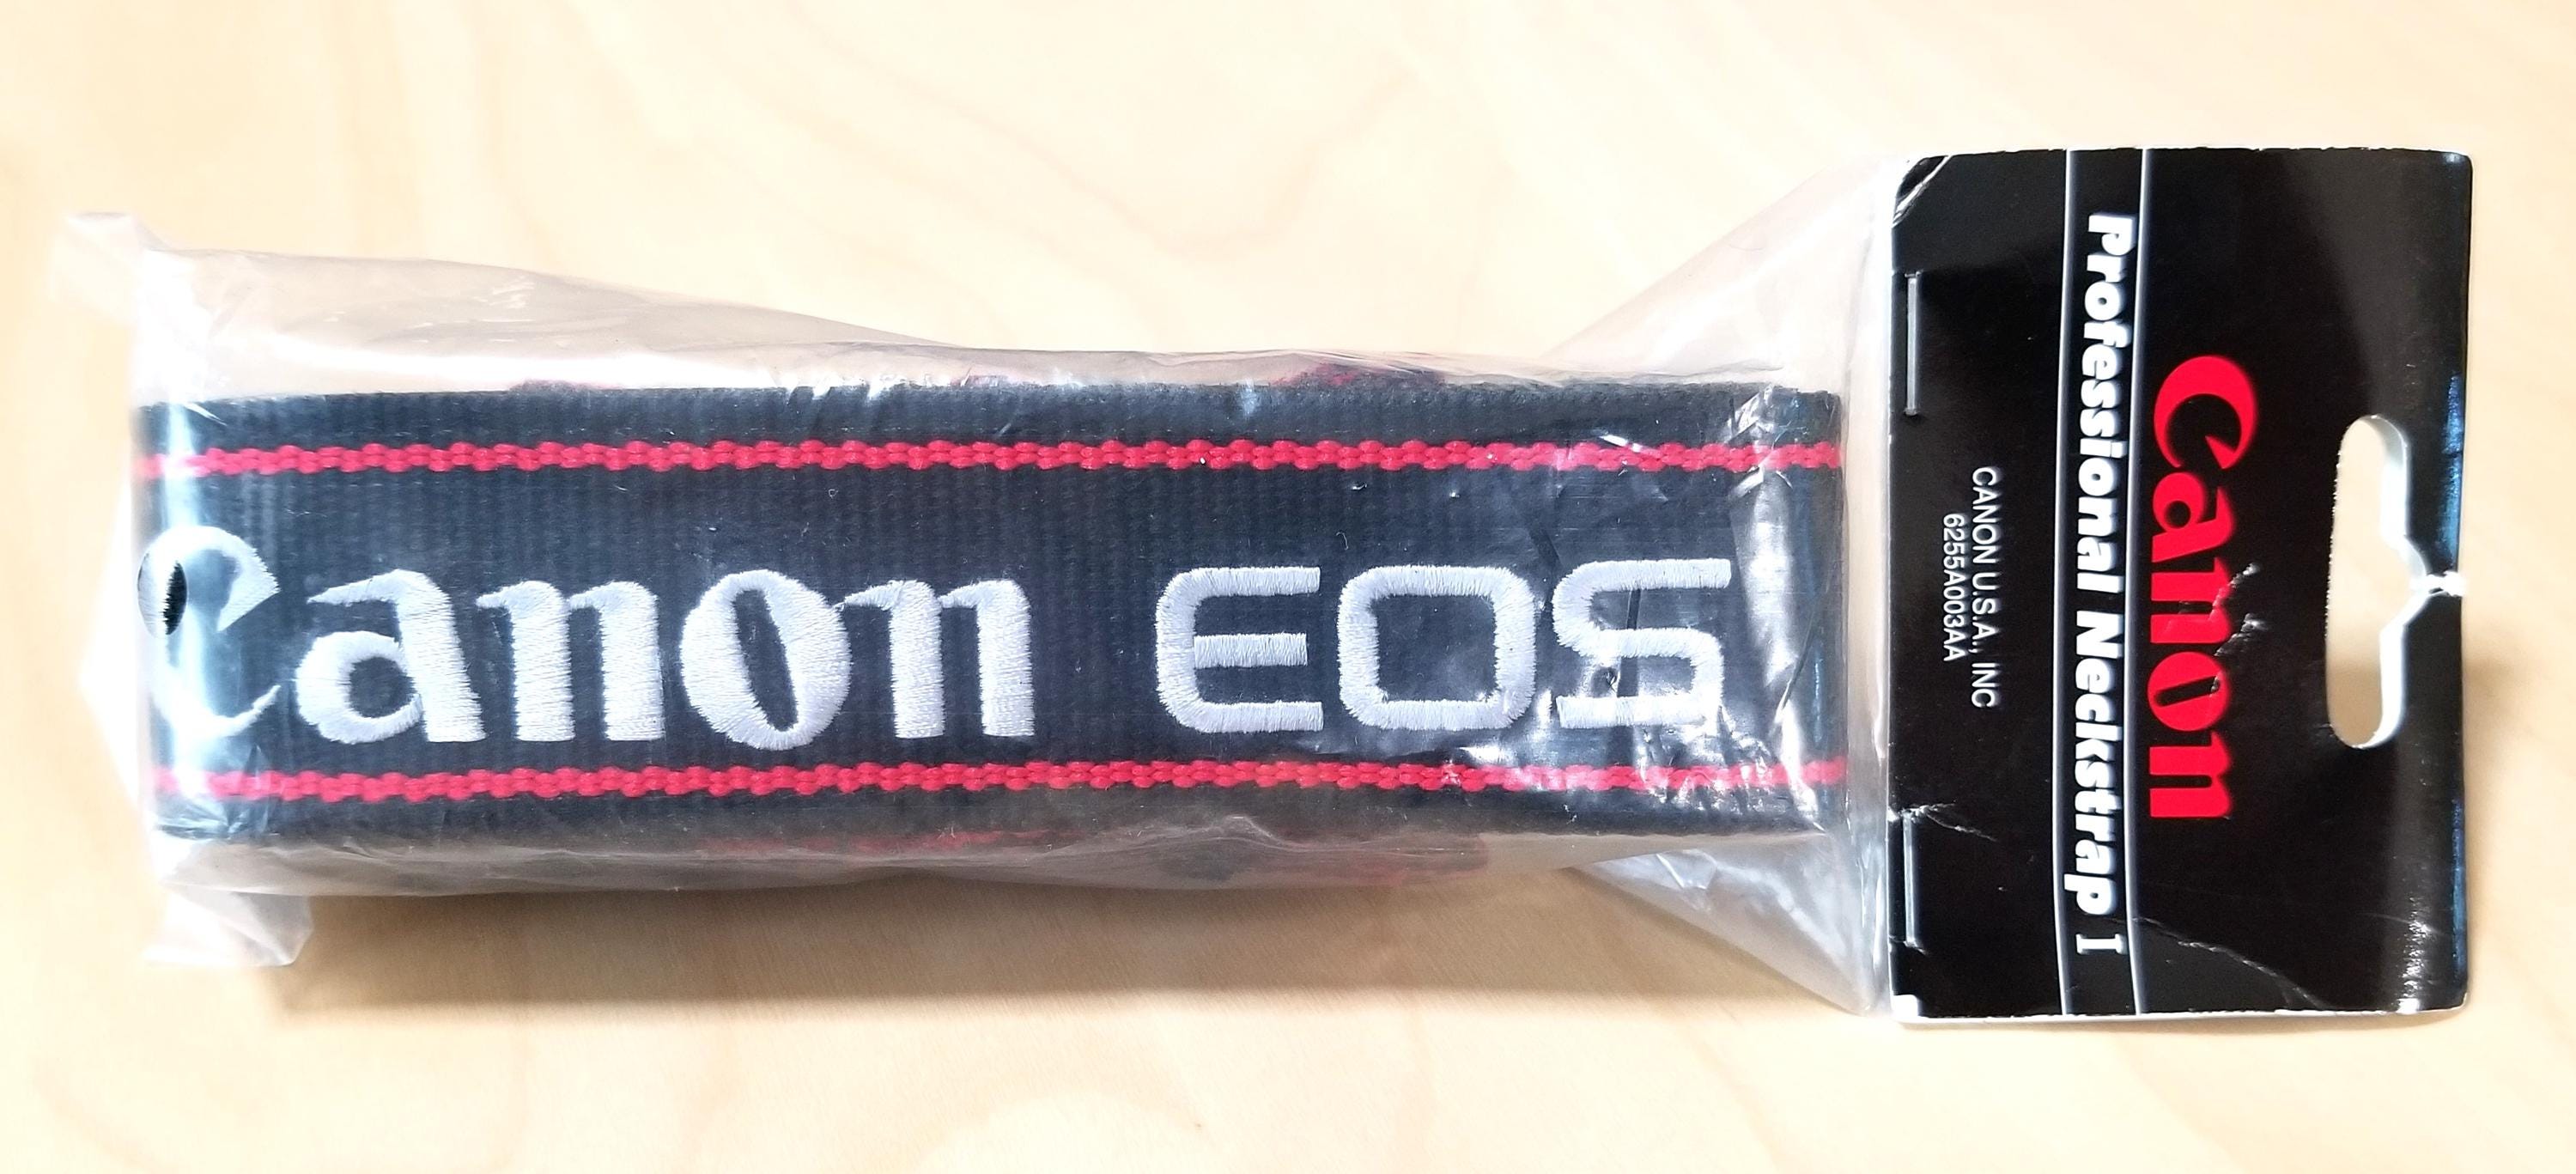 Canon EOS
Canon
Professional Neckstrap I
CANON U.S.A., INC
6255A003AA